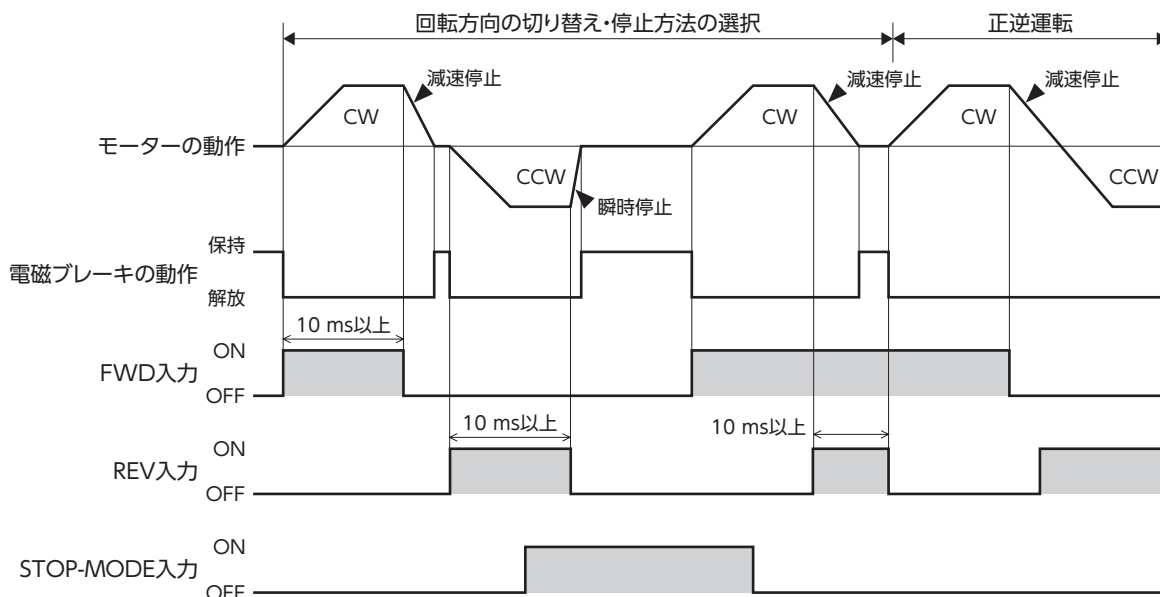 回転方向の切り替え・停止方法の選択
正逆運転
減速停止
減速停止
減速停止
CW
CW
CW
モーターの動作
CCW
CCW
瞬時停止
保持
電磁ブレーキの動作
解放
10 ms以上
ON
FWD入力
OFF
10 ms以上
10 ms以上
ON
REV入力
OFF
ON
STOP-MODE入力
OFF